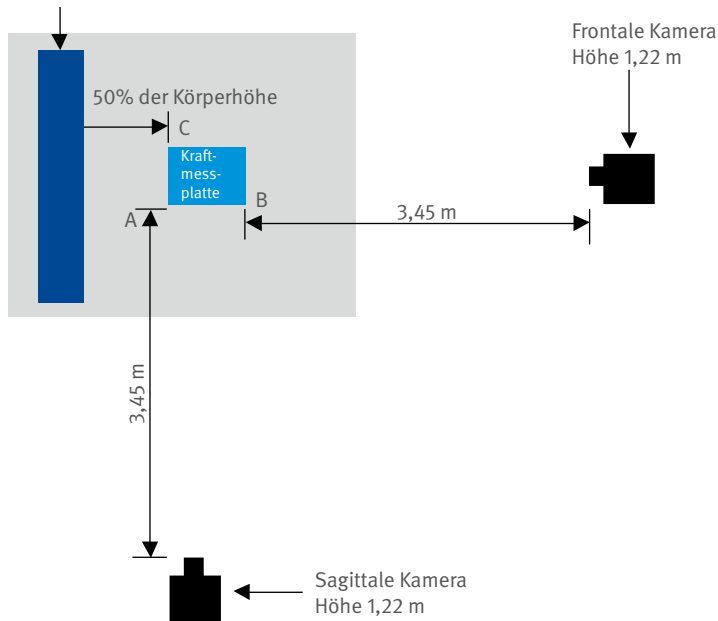 Frontale Kamera
Höhe 1,22 m
50% der Körperhöhe
C
Kraft-
mess-
platte
A
B
3,45 m
3,45 m
Sagittale Kamera
Höhe 1,22 m